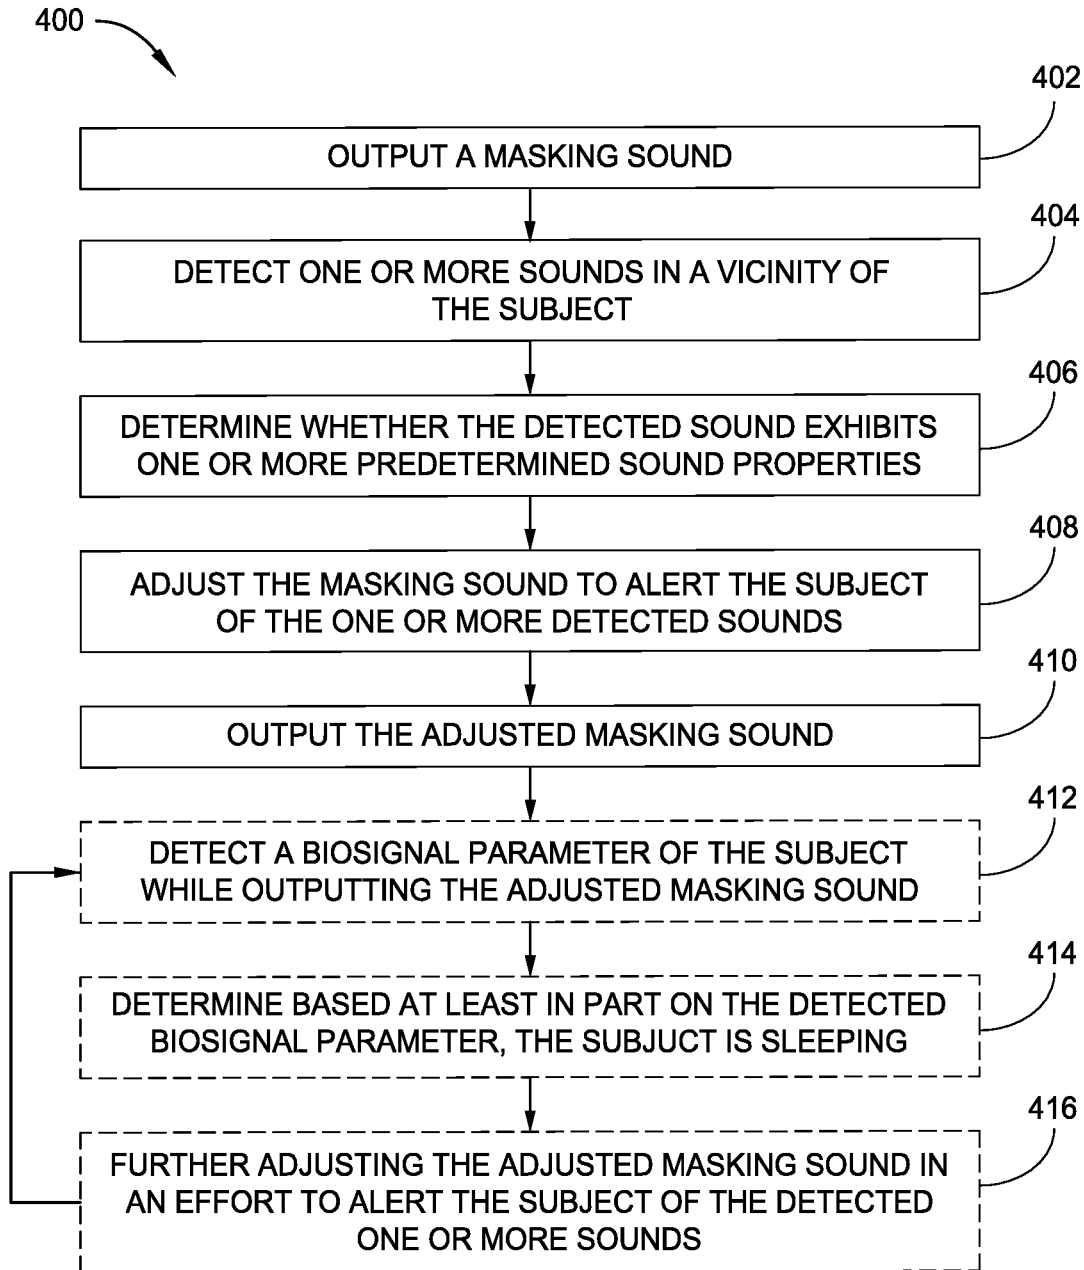 400
402
OUTPUT A MASKING SOUND
404
DETECT ONE OR MORE SOUNDS IN A VICINITY OF
THE SUBJECT
406
DETERMINE WHETHER THE DETECTED SOUND EXHIBITS
ONE OR MORE PREDETERMINED SOUND PROPERTIES
408
ADJUST THE MASKING SOUND TO ALERT THE SUBJECT
OF THE ONE OR MORE DETECTED SOUNDS
410
OUTPUT THE ADJUSTED MASKING SOUND
412
DETECT A BIOSIGNAL PARAMETER OF THE SUBJECT
WHILE OUTPUTTING THE ADJUSTED MASKING SOUND
414
DETERMINE BASED AT LEAST IN PART ON THE DETECTED
BIOSIGNAL PARAMETER, THE SUBJUCT IS SLEEPING
416
FURTHER ADJUSTING THE ADJUSTED MASKING SOUND IN
AN EFFORT TO ALERT THE SUBJECT OF THE DETECTED
ONE OR MORE SOUNDS